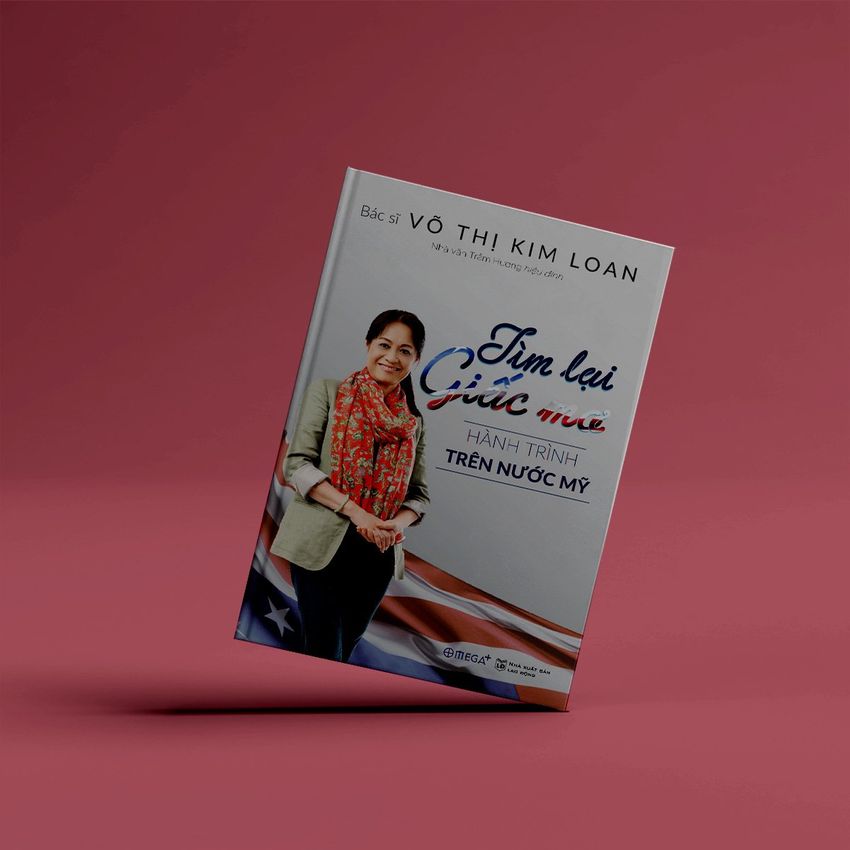 Bác sĩ VÕ THỊ KIM LOAN
Nhà văn Trầm Hương hiệu đính
Tìm lại
Giấc mơ
HÀNH TRÌNH
TRÊN NƯỚC MỸ
OMEGA+
NHÀ XUẤT BẢN
LAO ĐỘNG